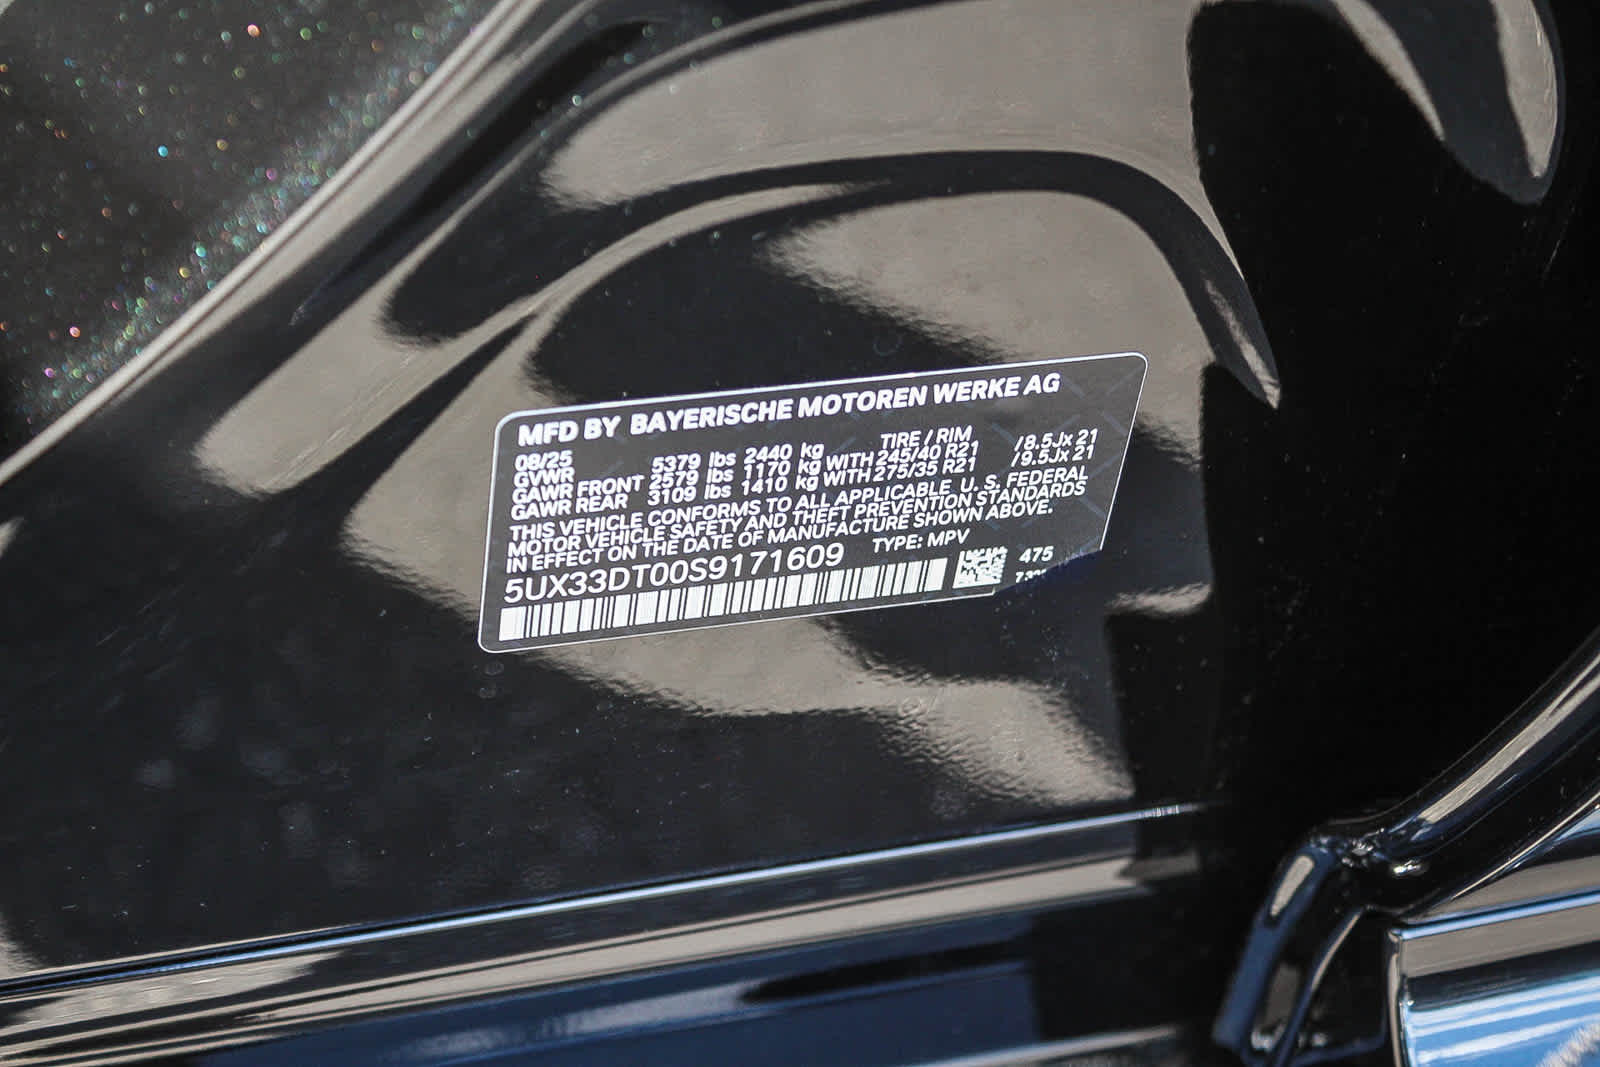 MFD BY BAYERISCHE MOTOREN WERKE AG
08/25 TIRE / RIM
GVWR 5379 lbs 2440 kg
GAWR FRONT 2579 lbs 1170 kg WITH 245/40 R21 /8.5Jx 21
GAWR REAR 3109 lbs 1410 kg WITH 275/35 R21 /9.5Jx 21
THIS VEHICLE CONFORMS TO ALL APPLICABLE U. S. FEDERAL
MOTOR VEHICLE SAFETY AND THEFT PREVENTION STANDARDS
IN EFFECT ON THE DATE OF MANUFACTURE SHOWN ABOVE.
5UX33DT00S9171609 TYPE: MPV
475